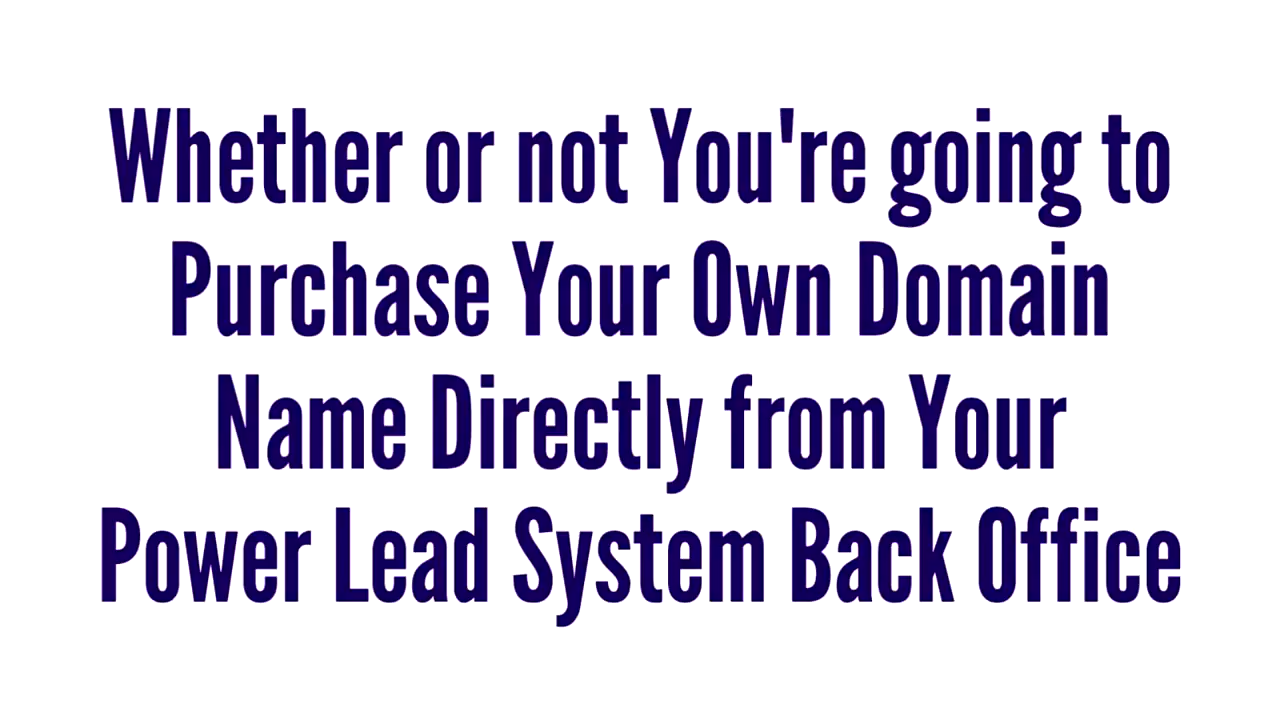 Whether or not You're going to
Purchase Your Own Domain
Name Directly from Your
Power Lead System Back Office